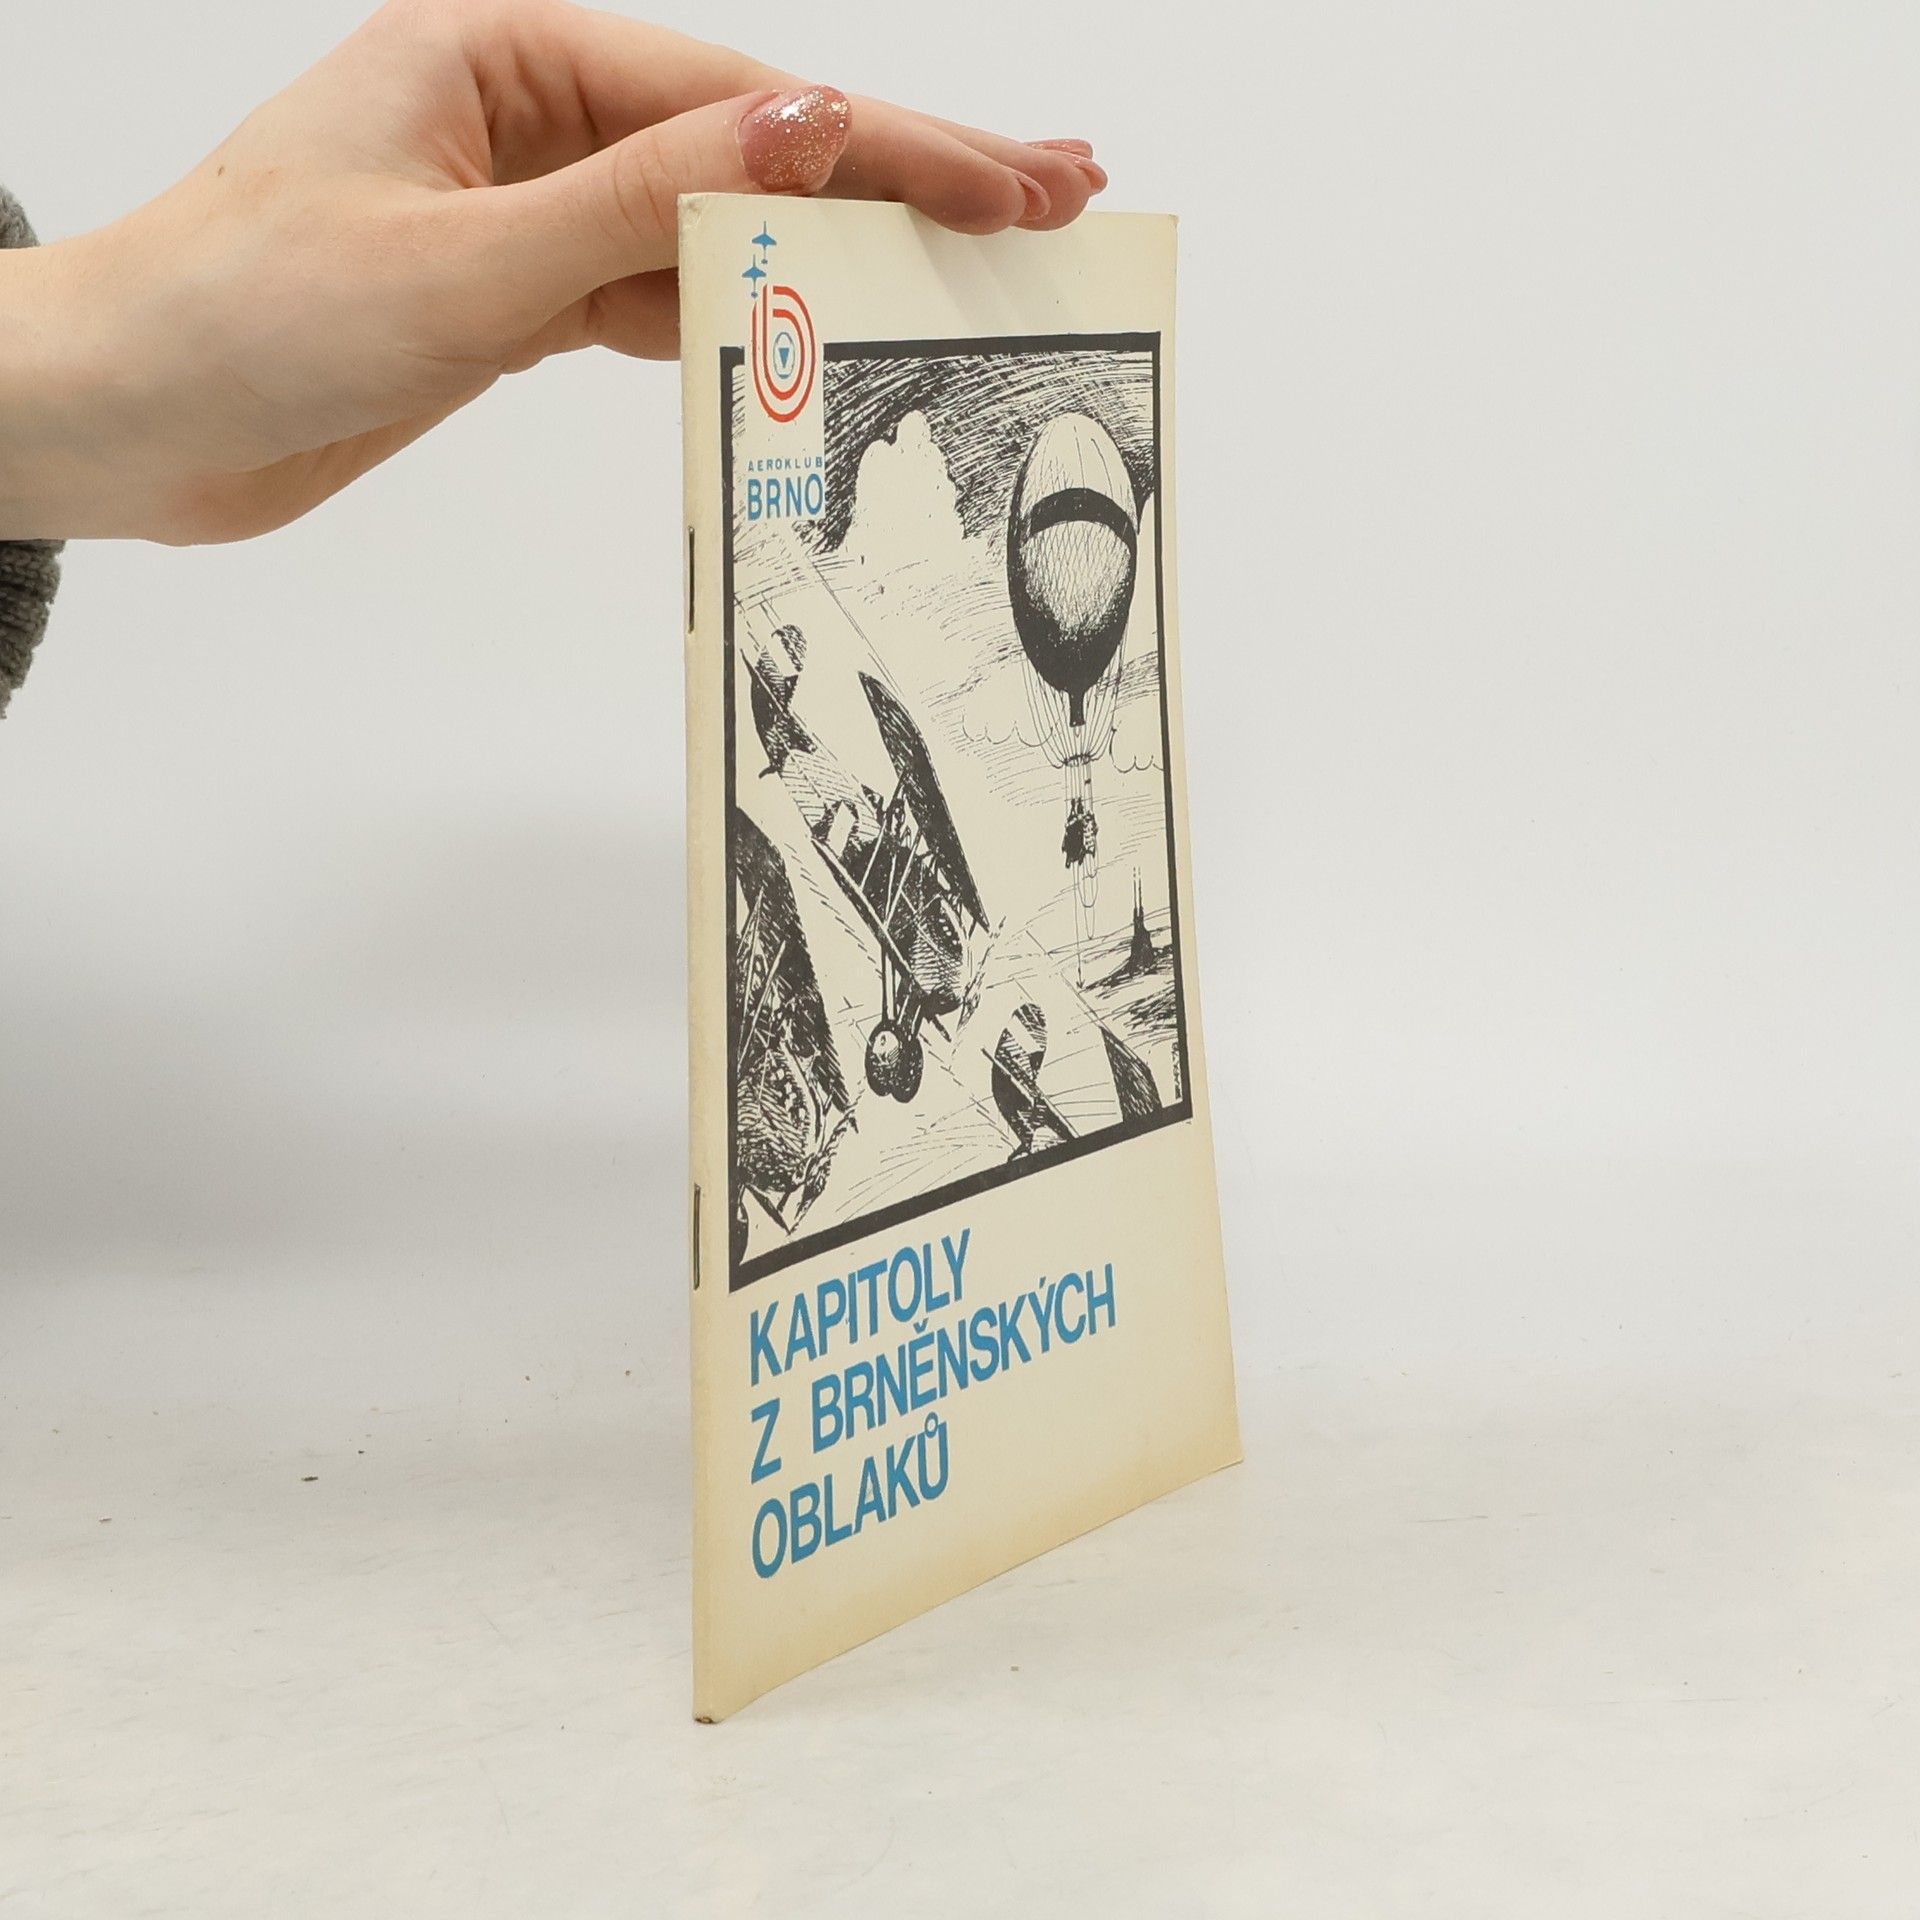 AEROKLUB
BRNO
KAPITOLY
Z BRNĚNSKÝCH
OBLAKŮ